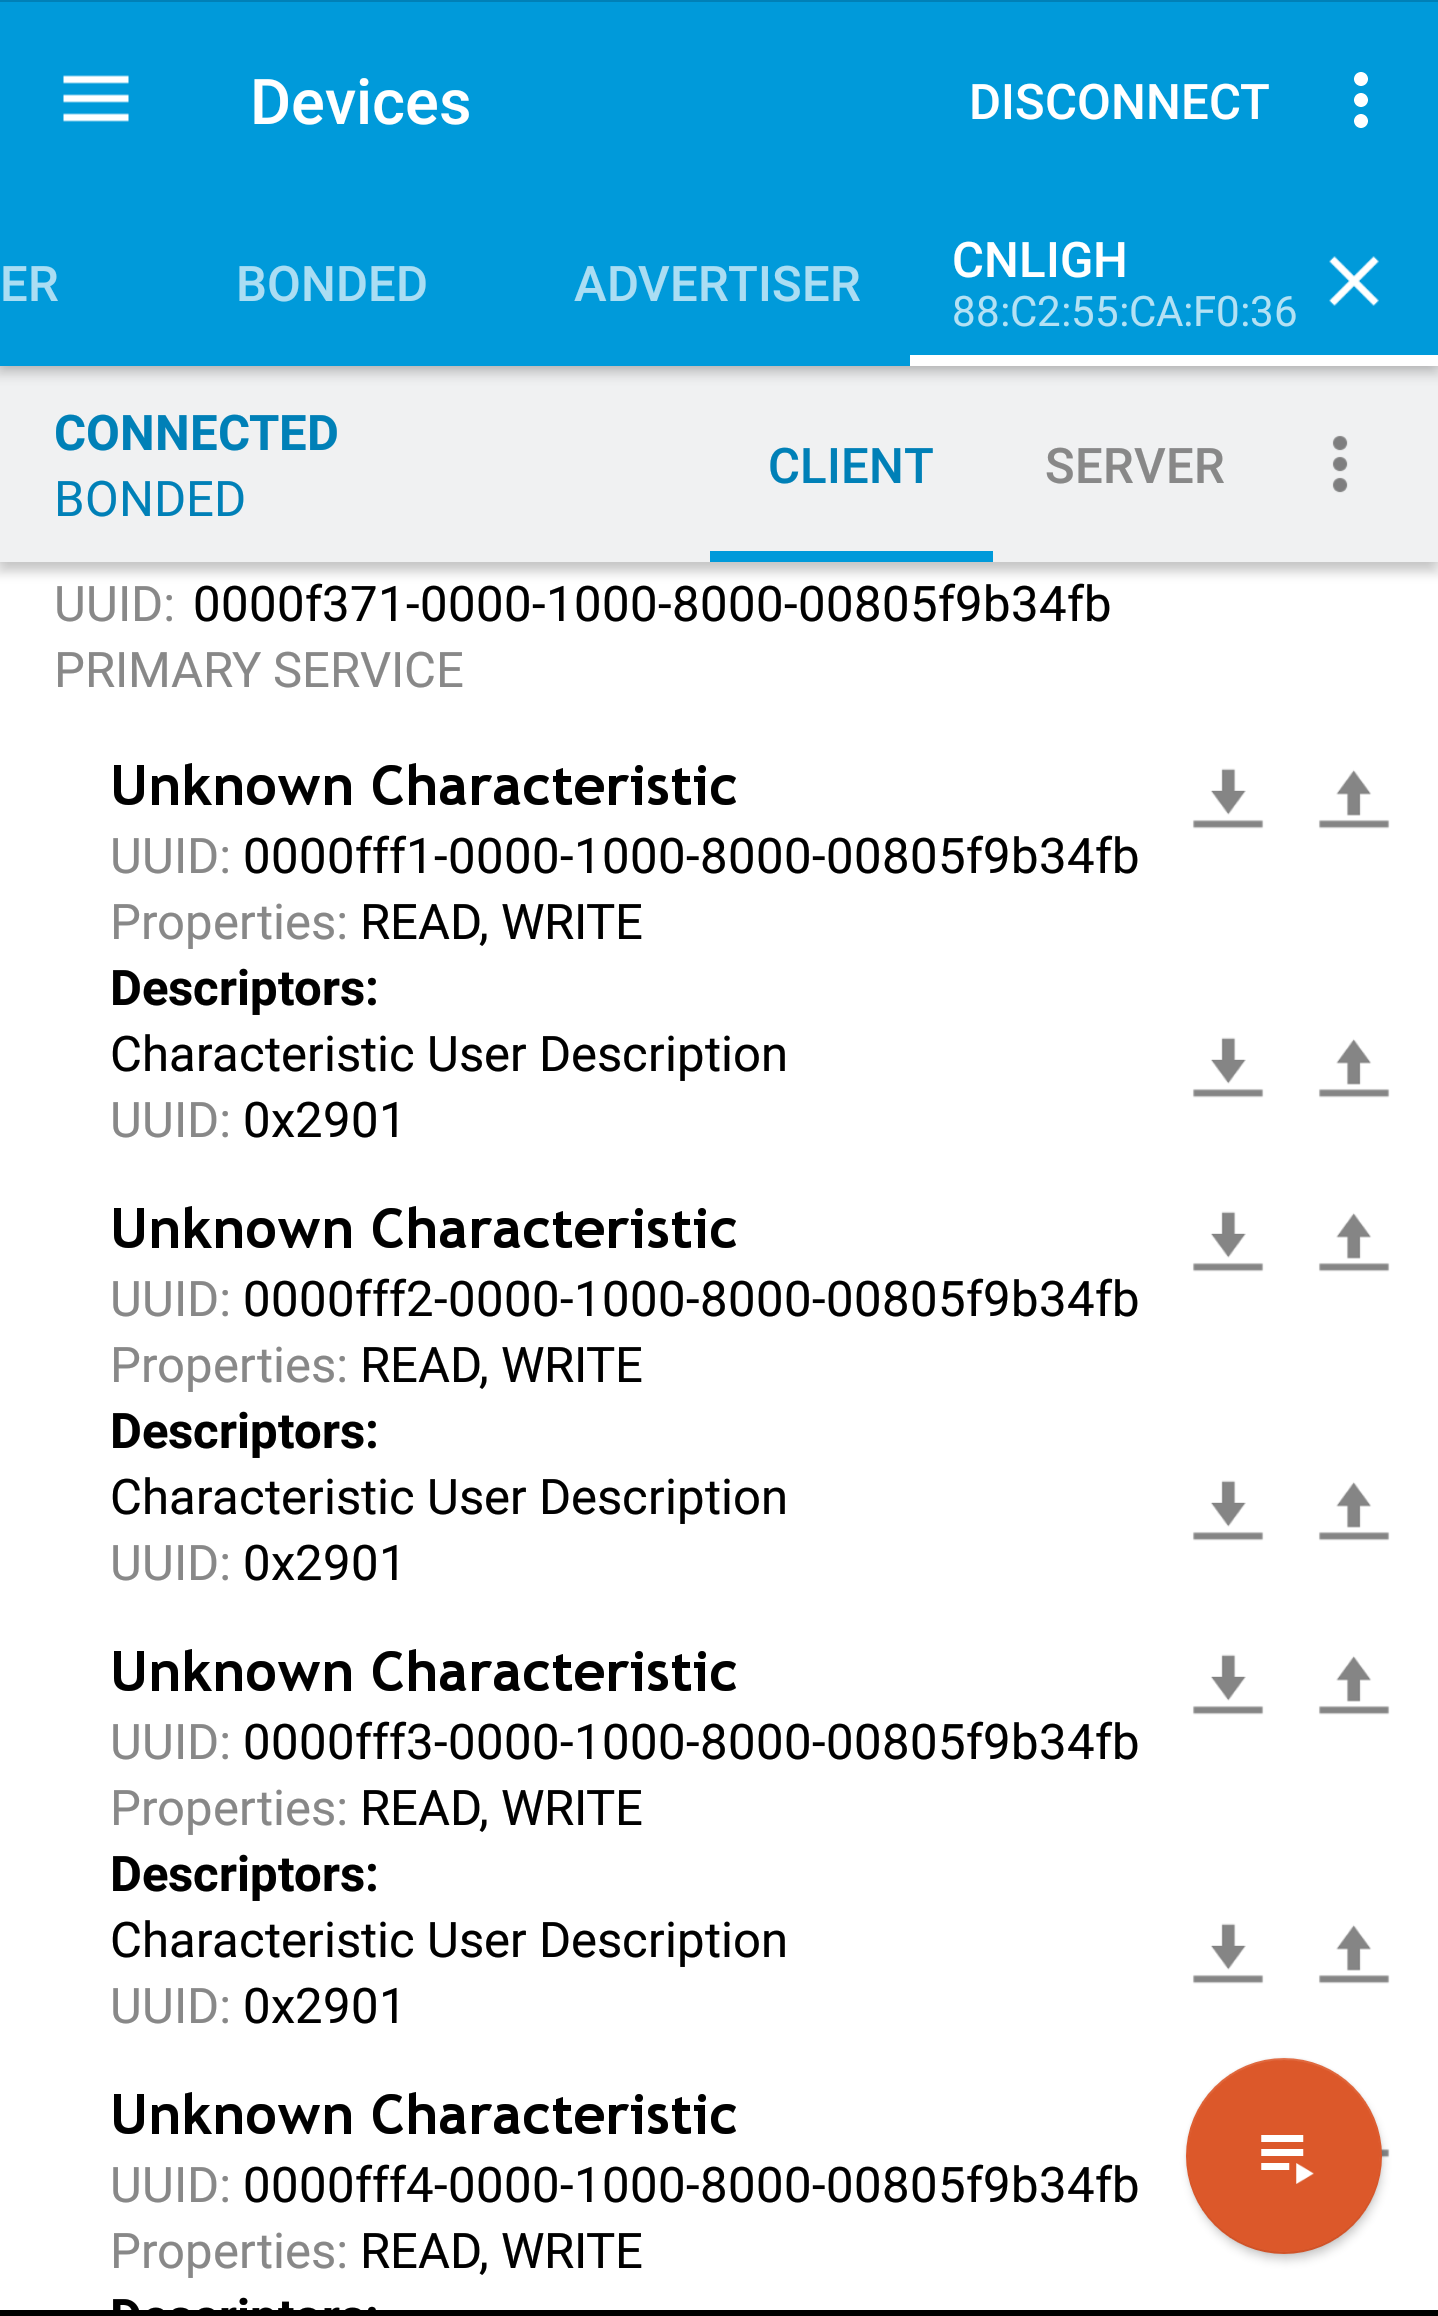 Devices
DISCONNECT
ER
BONDED
ADVERTISER
CNLIGH
88:C2:55:CA:F0:36
CONNECTED
BONDED
CLIENT
SERVER
UUID: 0000f371-0000-1000-8000-00805f9b34fb
PRIMARY SERVICE
Unknown Characteristic
UUID: 0000fff1-0000-1000-8000-00805f9b34fb
Properties: READ, WRITE
Descriptors:
Characteristic User Description
UUID: 0x2901
Unknown Characteristic
UUID: 0000fff2-0000-1000-8000-00805f9b34fb
Properties: READ, WRITE
Descriptors:
Characteristic User Description
UUID: 0x2901
Unknown Characteristic
UUID: 0000fff3-0000-1000-8000-00805f9b34fb
Properties: READ, WRITE
Descriptors:
Characteristic User Description
UUID: 0x2901
Unknown Characteristic
UUID: 0000fff4-0000-1000-8000-00805f9b34fb
Properties: READ, WRITE
Descriptors: